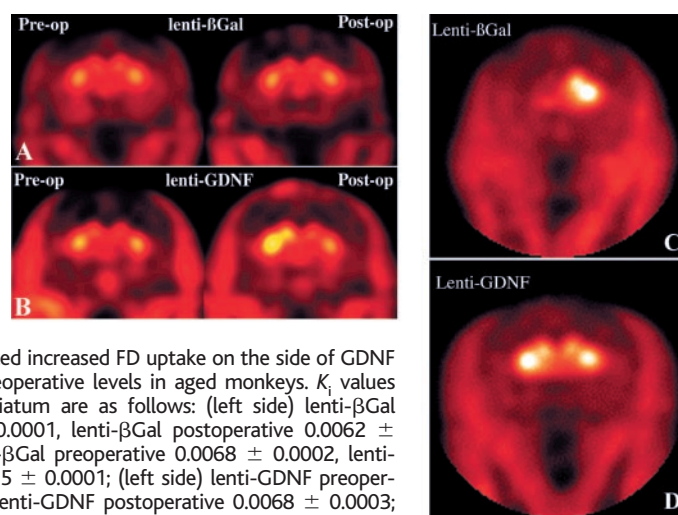 Pre-op lenti-ßGal Post-op
A
Pre-op lenti-GDNF Post-op
B
Lenti-ßGal
C
Lenti-GDNF
D
ed increased FD uptake on the side of GDNF
eoperative levels in aged monkeys. Ki values
iatum are as follows: (left side) lenti-βGal
0.0001, lenti-βGal postoperative 0.0062 ±
-βGal preoperative 0.0068 ± 0.0002, lenti-
5 ± 0.0001; (left side) lenti-GDNF preoper-
enti-GDNF postoperative 0.0068 ± 0.0003;